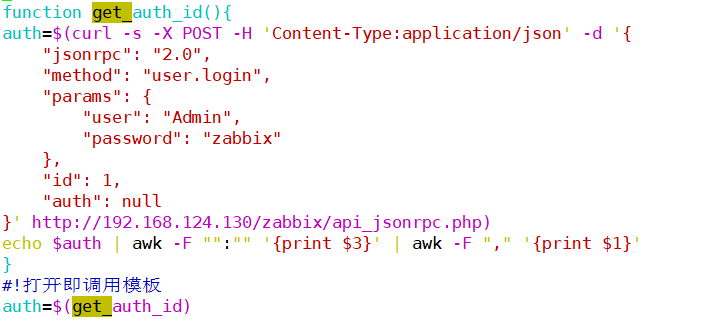 function get_auth_id(){
auth=$(curl -s -X POST -H 'Content-Type:application/json' -d '{
    "jsonrpc": "2.0",
    "method": "user.login",
    "params": {
        "user": "Admin",
        "password": "zabbix"
    },
    "id": 1,
    "auth": null
}' http://192.168.124.130/zabbix/api_jsonrpc.php)
echo $auth | awk -F "":"" '{print $3}' | awk -F "," '{print $1}'
}
#!打开即调用模板
auth=$(get_auth_id)